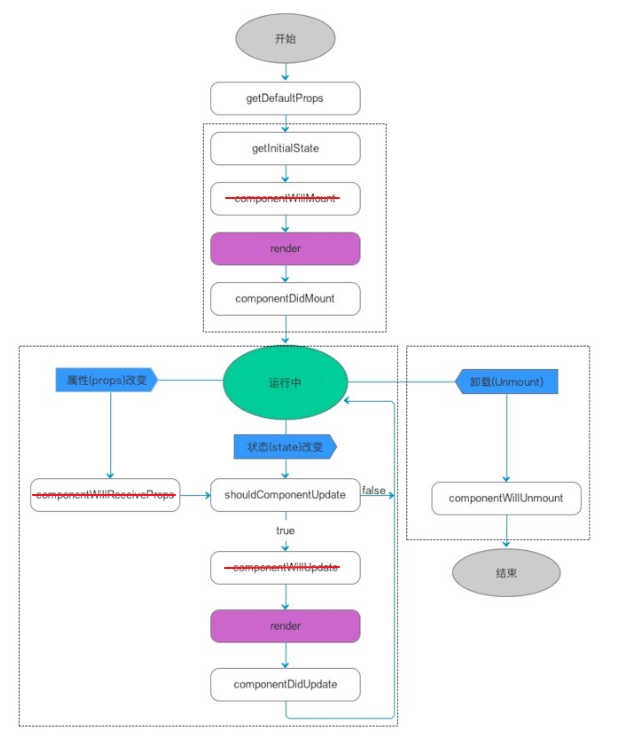 开始
getDefaultProps
getInitialState
componentWillMount
render
componentDidMount
运行中
属性(props)改变
卸载(Unmount)
状态(state)改变
componentWillReceiveProps
shouldComponentUpdate
false
componentWillUnmount
true
componentWillUpdate
结束
render
componentDidUpdate